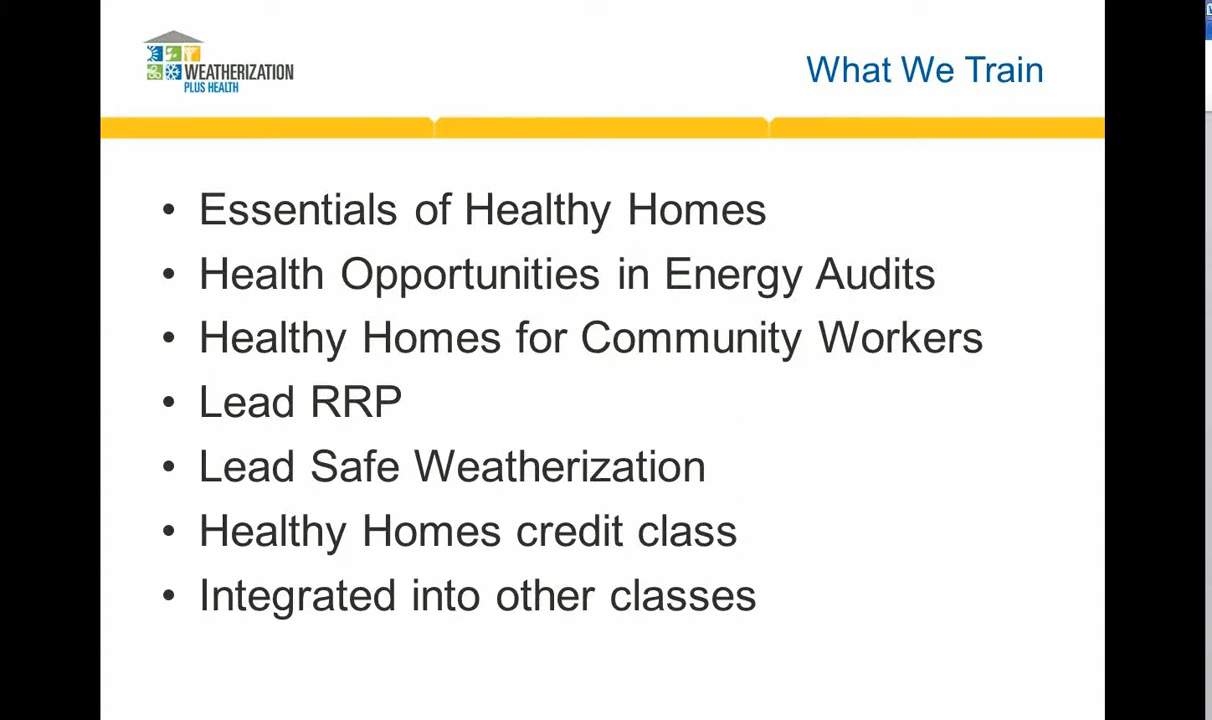 WEATHERIZATION
PLUS HEALTH
What We Train
• Essentials of Healthy Homes
• Health Opportunities in Energy Audits
• Healthy Homes for Community Workers
• Lead RRP
• Lead Safe Weatherization
• Healthy Homes credit class
• Integrated into other classes